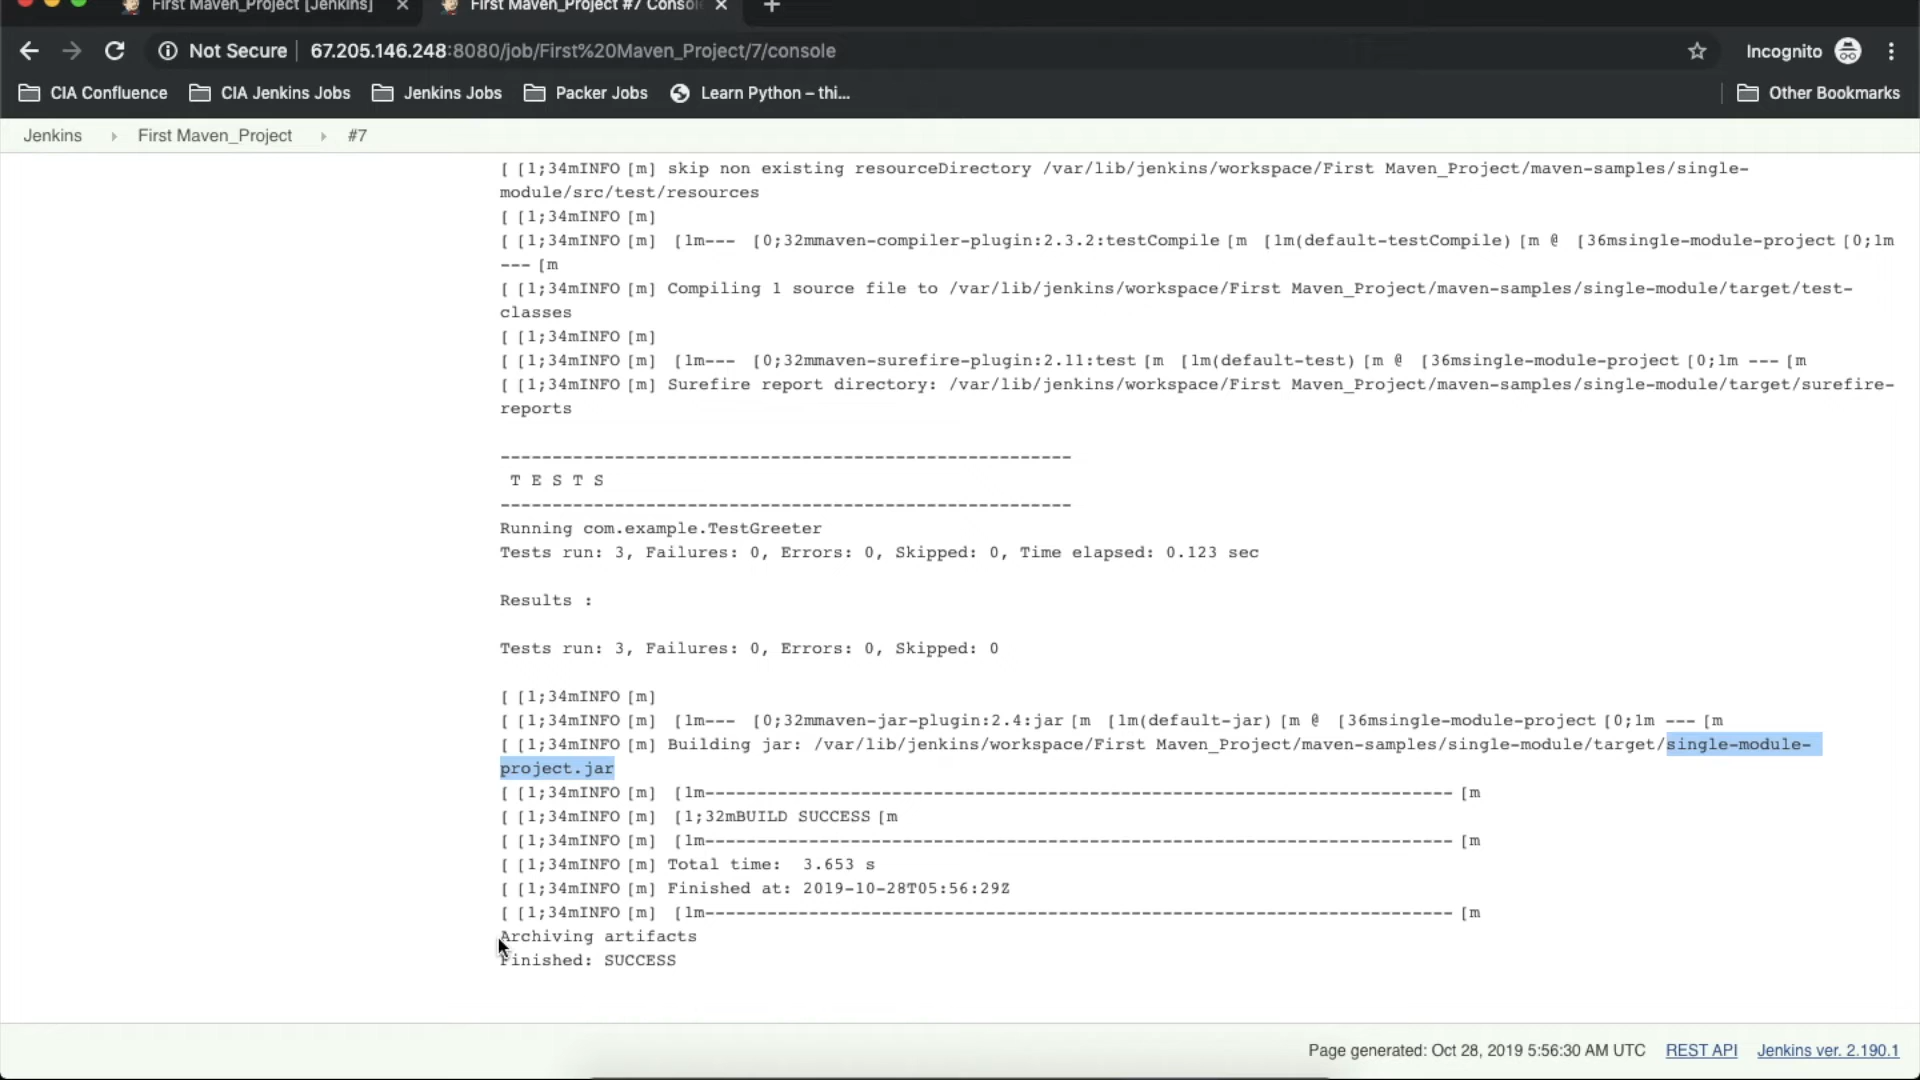 First Maven_Project [Jenkins]
First Maven_Project #7 Consol
Not Secure
67.205.146.248:8080/job/First%20Maven_Project/7/console
Incognito
CIA Confluence
CIA Jenkins Jobs
Jenkins Jobs
Packer Jobs
Learn Python – thi...
Other Bookmarks
Jenkins
First Maven_Project
#7
[ [1;34mINFO [m] skip non existing resourceDirectory /var/lib/jenkins/workspace/First Maven_Project/maven-samples/single-
module/src/test/resources
[ [1;34mINFO [m]
[ [1;34mINFO [m]  [1m---  [0;32mmaven-compiler-plugin:2.3.2:testCompile [m  [1m(default-testCompile) [m @  [36msingle-module-project [0;1m
--- [m
[ [1;34mINFO [m] Compiling 1 source file to /var/lib/jenkins/workspace/First Maven_Project/maven-samples/single-module/target/test-
classes
[ [1;34mINFO [m]
[ [1;34mINFO [m]  [1m---  [0;32mmaven-surefire-plugin:2.11:test [m  [1m(default-test) [m @  [36msingle-module-project [0;1m --- [m
[ [1;34mINFO [m] Surefire report directory: /var/lib/jenkins/workspace/First Maven_Project/maven-samples/single-module/target/surefire-
reports
-------------------------------------------------------
T E S T S
-------------------------------------------------------
Running com.example.TestGreeter
Tests run: 3, Failures: 0, Errors: 0, Skipped: 0, Time elapsed: 0.123 sec
Results :
Tests run: 3, Failures: 0, Errors: 0, Skipped: 0
[ [1;34mINFO [m]
[ [1;34mINFO [m]  [1m---  [0;32mmaven-jar-plugin:2.4:jar [m  [1m(default-jar) [m @  [36msingle-module-project [0;1m --- [m
[ [1;34mINFO [m] Building jar: /var/lib/jenkins/workspace/First Maven_Project/maven-samples/single-module/target/single-module-
project.jar
[ [1;34mINFO [m]  [1m------------------------------------------------------------------------ [m
[ [1;34mINFO [m]  [1;32mBUILD SUCCESS [m
[ [1;34mINFO [m]  [1m------------------------------------------------------------------------ [m
[ [1;34mINFO [m] Total time:  3.653 s
[ [1;34mINFO [m] Finished at: 2019-10-28T05:56:29Z
[ [1;34mINFO [m]  [1m------------------------------------------------------------------------ [m
Archiving artifacts
Finished: SUCCESS
Page generated: Oct 28, 2019 5:56:30 AM UTC
REST API
Jenkins ver. 2.190.1